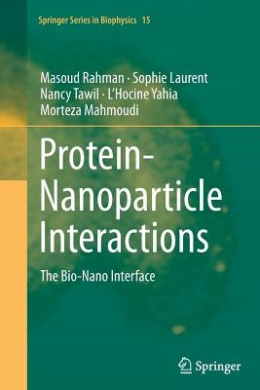 Springer Series in Biophysics 15
Masoud Rahman · Sophie Laurent
Nancy Tawil · L'Hocine Yahia
Morteza Mahmoudi
Protein-
Nanoparticle
Interactions
The Bio-Nano Interface
Springer